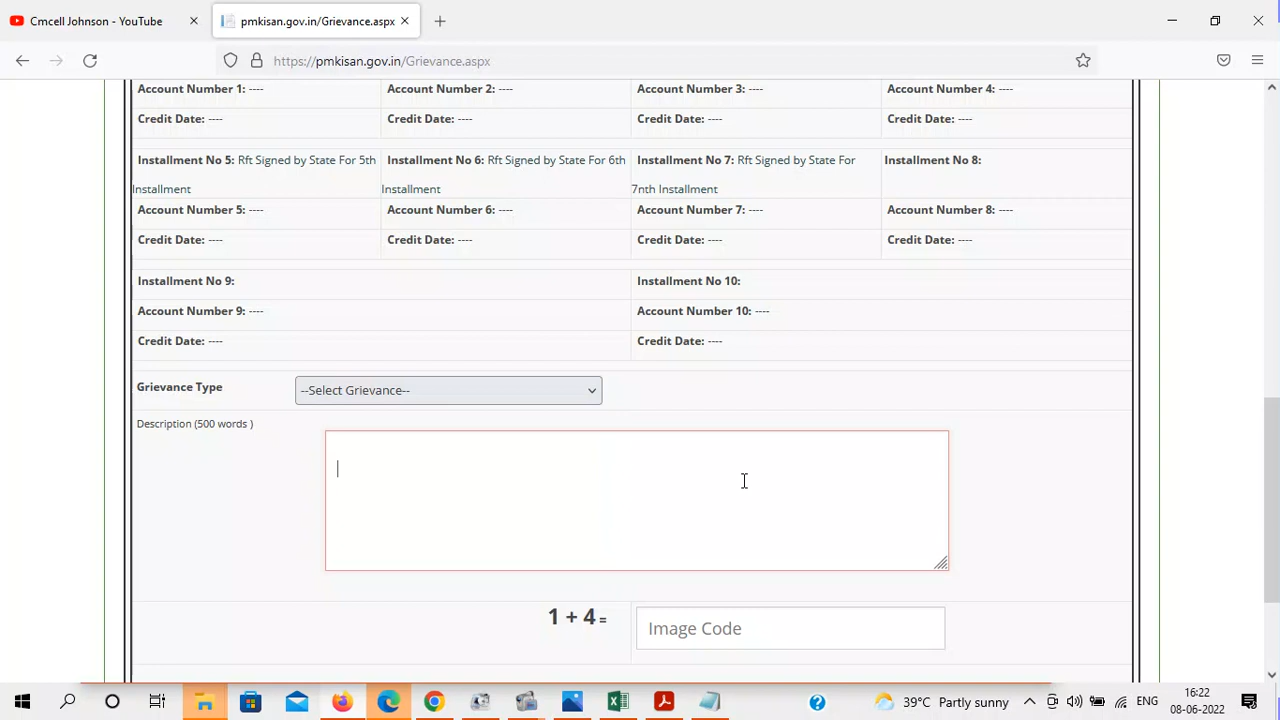 Cmcell Johnson — YouTube
pmkisan.gov.in/Grievance.aspx
https://pmkisan.gov.in/Grievance.aspx
Account Number 1: ---- Account Number 2: ---- Account Number 3: ---- Account Number 4: ----
Credit Date: ---- Credit Date: ---- Credit Date: ---- Credit Date: ----
Installment No 5: Rft Signed by State For 5th Installment No 6: Rft Signed by State For 6th Installment No 7: Rft Signed by State For Installment No 8:
Installment Installment 7nth Installment
Account Number 5: ---- Account Number 6: ---- Account Number 7: ---- Account Number 8: ----
Credit Date: ---- Credit Date: ---- Credit Date: ---- Credit Date: ----
Installment No 9: Installment No 10:
Account Number 9: ---- Account Number 10: ----
Credit Date: ---- Credit Date: ----
Grievance Type --Select Grievance--
Description (500 words )
1 + 4 = Image Code
39°C Partly sunny ENG 16:22
08-06-2022